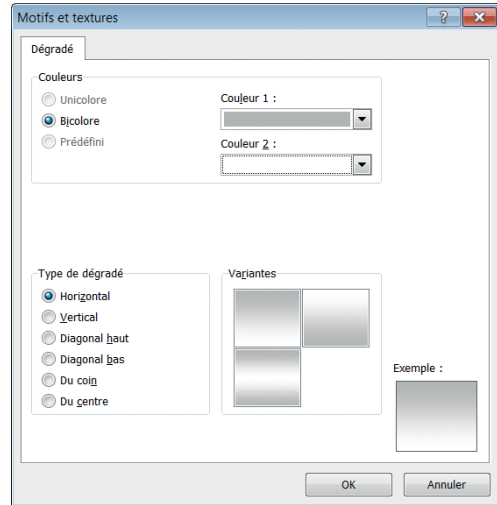 Motifs et textures
Dégradé
Couleurs
Unicolore
Bicolore
Prédéfini
Couleur 1 :
Couleur 2 :
Type de dégradé
Horizontal
Vertical
Diagonal haut
Diagonal bas
Du coin
Du centre
Variantes
Exemple :
OK
Annuler